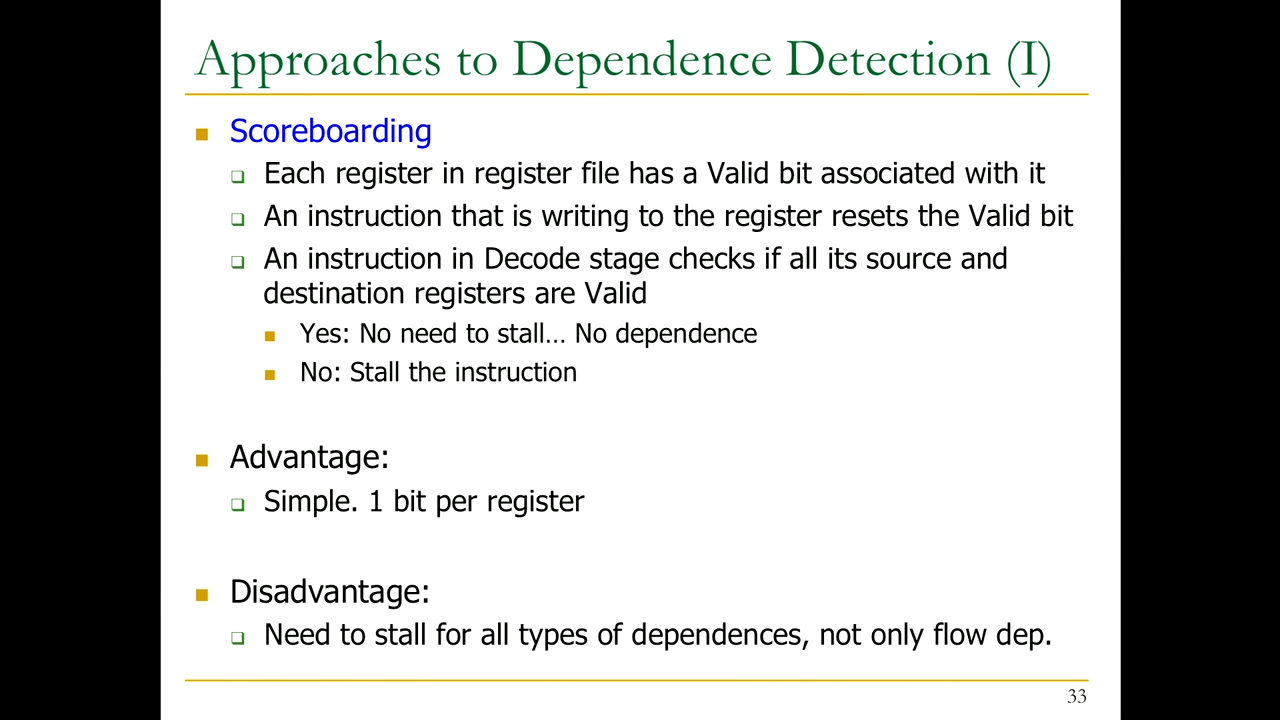 Approaches to Dependence Detection (I)
Scoreboarding
Each register in register file has a Valid bit associated with it
An instruction that is writing to the register resets the Valid bit
An instruction in Decode stage checks if all its source and
destination registers are Valid
Yes: No need to stall… No dependence
No: Stall the instruction
Advantage:
Simple. 1 bit per register
Disadvantage:
Need to stall for all types of dependences, not only flow dep.
33